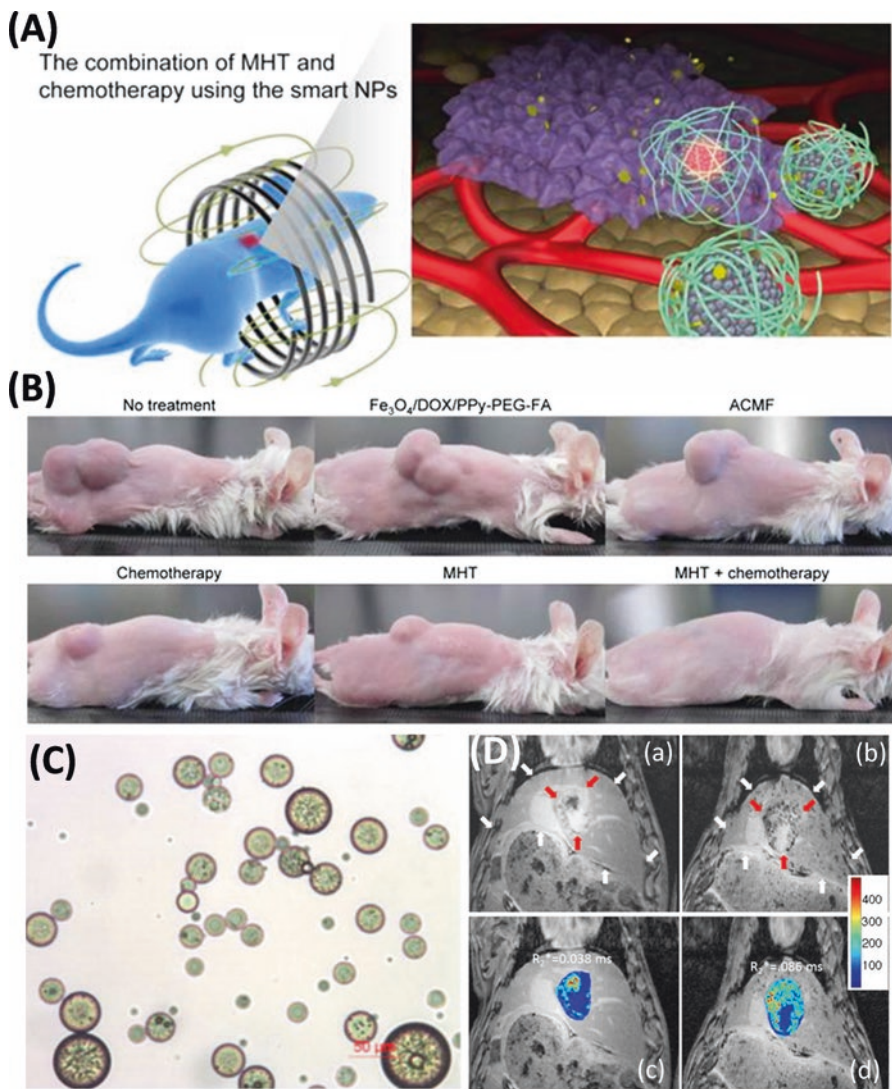 (A)
The combination of MHT and
chemotherapy using the smart NPs
(B)
No treatment
Fe₃O₄/DOX/PPy-PEG-FA
ACMF
Chemotherapy
MHT
MHT + chemotherapy
(C)
50 μm
(D)
(a)
(b)
400
300
200
100
R₂*=0.038 ms
R₂*=.086 ms
(c)
(d)